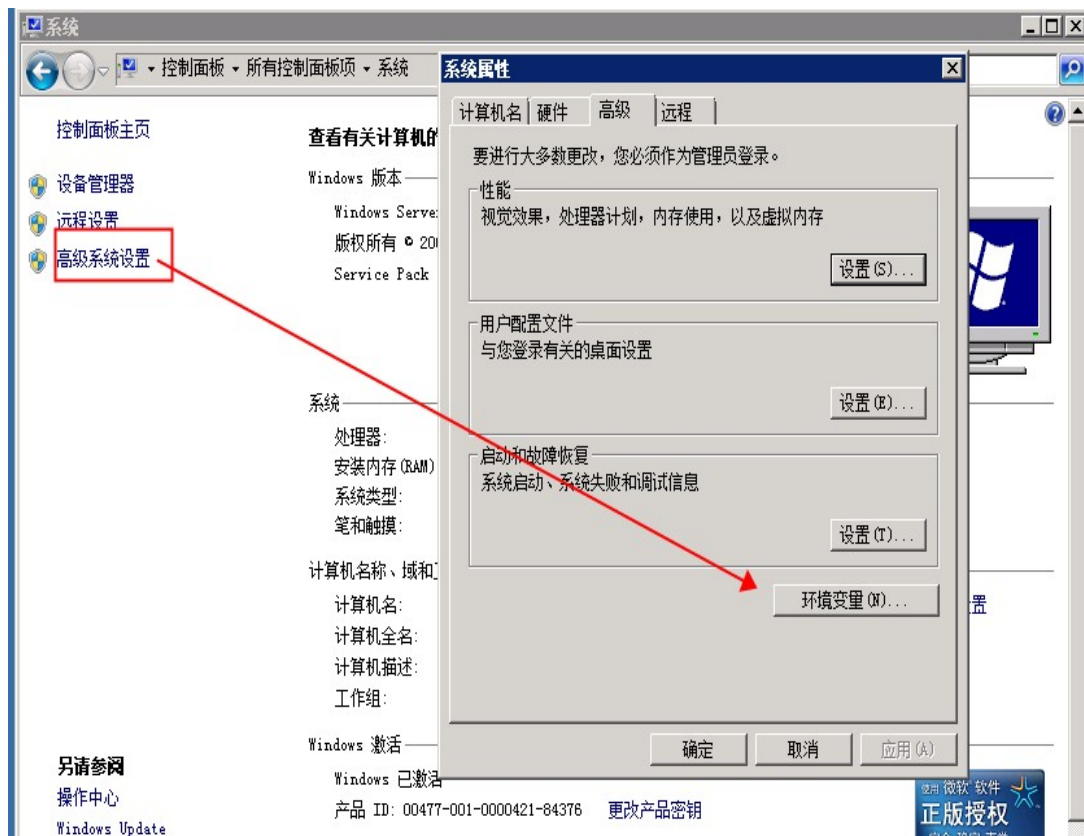 系统
控制面板 ▾ 所有控制面板项 ▾ 系统
控制面板主页
设备管理器
远程设置
高级系统设置
另请参阅
操作中心
Windows Update
查看有关计算机的
Windows 版本
Windows Serve
版权所有 © 20
Service Pack
系统
处理器:
安装内存(RAM)
系统类型:
笔和触摸:
计算机名称、域和
计算机名:
计算机全名:
计算机描述:
工作组:
置
Windows 激活
Windows 已激活
产品 ID: 00477-001-0000421-84376 更改产品密钥
使用 微软 软件
正版授权
系统属性
计算机名 硬件 高级 远程
要进行大多数更改，您必须作为管理员登录。
性能
视觉效果，处理器计划，内存使用，以及虚拟内存
设置(S)...
用户配置文件
与您登录有关的桌面设置
设置(E)...
启动和故障恢复
系统启动、系统失败和调试信息
设置(T)...
环境变量(N)...
确定 取消 应用(A)